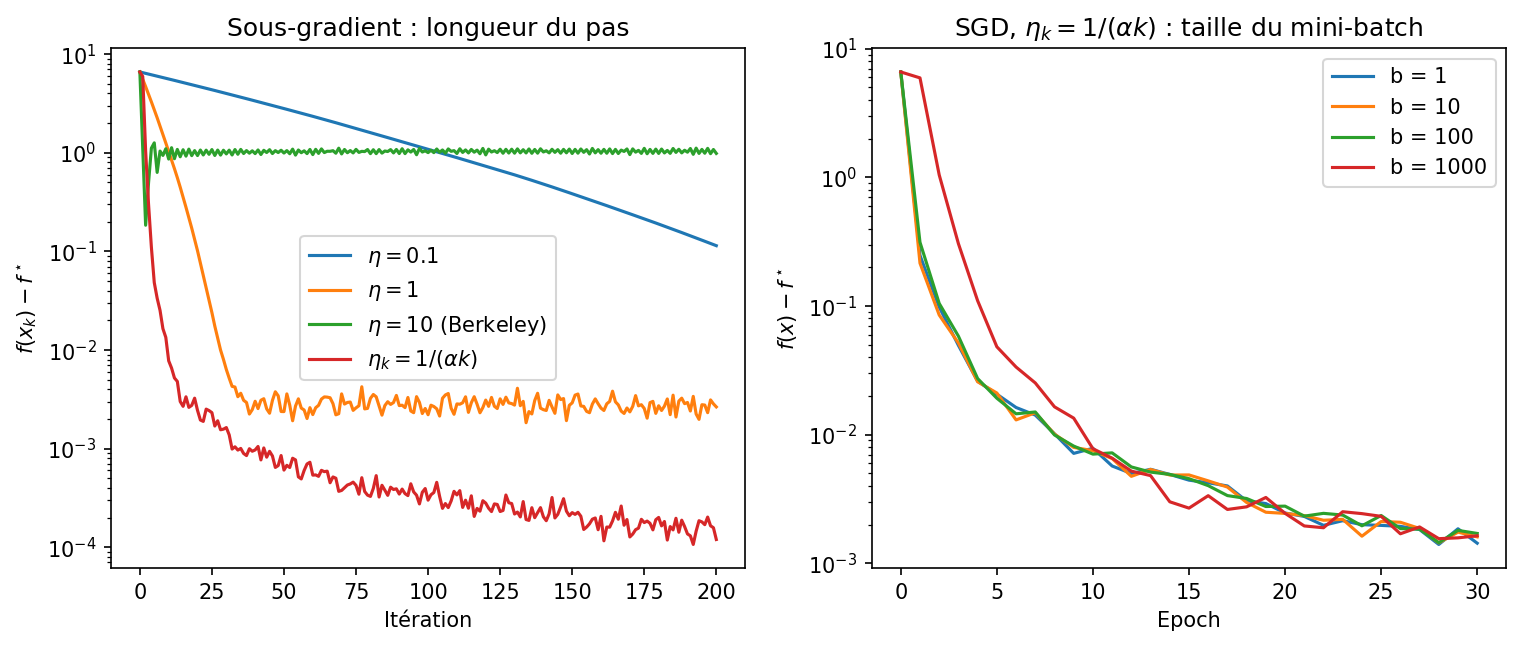 Sous-gradient : longueur du pas
10^1
10^0
10^{-1}
10^{-2}
10^{-3}
10^{-4}
f(x_k) − f^⋆
η = 0.1
η = 1
η = 10 (Berkeley)
η_k = 1/(αk)
0 25 50 75 100 125 150 175 200
Itération
SGD, η_k = 1/(αk) : taille du mini-batch
10^1
10^0
10^{-1}
10^{-2}
10^{-3}
f(x) − f^⋆
b = 1
b = 10
b = 100
b = 1000
0 5 10 15 20 25 30
Epoch